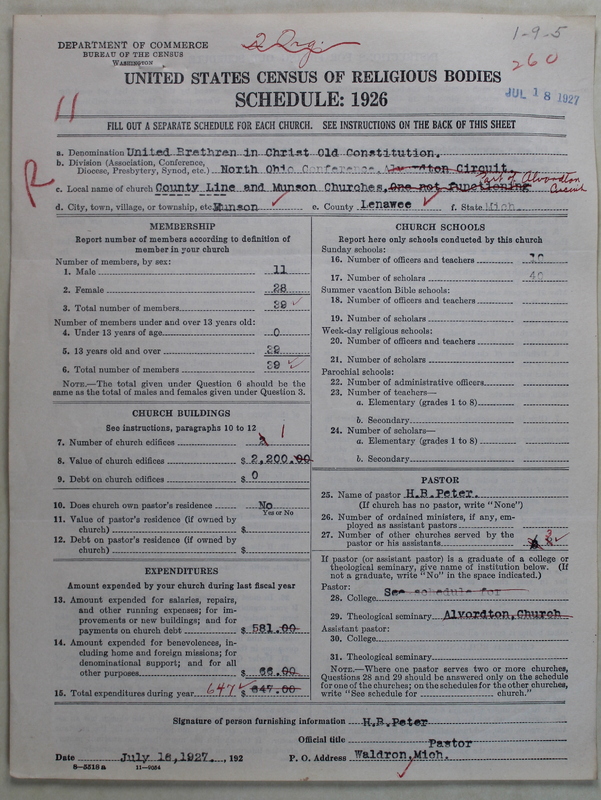 1-9-5
DEPARTMENT OF COMMERCE
BUREAU OF THE CENSUS
WASHINGTON
2 Orgs
260
JUL 18 1927
UNITED STATES CENSUS OF RELIGIOUS BODIES
SCHEDULE: 1926
11
FILL OUT A SEPARATE SCHEDULE FOR EACH CHURCH. SEE INSTRUCTIONS ON THE BACK OF THIS SHEET
a. Denomination United Brethren in Christ Old Constitution.
b. Division (Association, Conference,
Diocese, Presbytery, Synod, etc.) North Ohio Conference, Alvordton Circuit.
R
c. Local name of church County Line and Munson Churches, One not functioning Part of Alvordton Circuit
d. City, town, village, or township, etc. Munson e. County Lenawee f. State Mich.
MEMBERSHIP
Report number of members according to definition of
member in your church
Number of members, by sex:
1. Male 11
2. Female 28
3. Total number of members 39
Number of members under and over 13 years old:
4. Under 13 years of age 0
5. 13 years old and over 39
6. Total number of members 39
NOTE.—The total given under Question 6 should be the
same as the total of males and females given under Question 3.
CHURCH BUILDINGS
See instructions, paragraphs 10 to 12
7. Number of church edifices 1
8. Value of church edifices $ 2,200.00
9. Debt on church edifices $ 0
10. Does church own pastor's residence No
Yes or No
11. Value of pastor's residence (if owned by
church) $
12. Debt on pastor's residence (if owned by
church) $
EXPENDITURES
Amount expended by your church during last fiscal year
13. Amount expended for salaries, repairs,
and other running expenses; for im-
provements or new buildings; and for
payments on church debt $ 581.00
14. Amount expended for benevolences, in-
cluding home and foreign missions; for
denominational support; and for all
other purposes 66.00
15. Total expenditures during year 647 $ 647.00
CHURCH SCHOOLS
Report here only schools conducted by this church
Sunday schools:
16. Number of officers and teachers
17. Number of scholars 40
Summer vacation Bible schools:
18. Number of officers and teachers
19. Number of scholars
Week-day religious schools:
20. Number of officers and teachers
21. Number of scholars
Parochial schools:
22. Number of administrative officers
23. Number of teachers—
a. Elementary (grades 1 to 8)
b. Secondary
24. Number of scholars—
a. Elementary (grades 1 to 8)
b. Secondary
PASTOR
25. Name of pastor H.B.Peter.
(If church has no pastor, write "None")
26. Number of ordained ministers, if any, em-
ployed as assistant pastors
27. Number of other churches served by the
pastor or his assistants 3
If pastor (or assistant pastor) is a graduate of a college or
theological seminary, give name of institution below. (If
not a graduate, write "No" in the space indicated.)
Pastor:
28. College See schedule for
29. Theological seminary Alvordton, Church
Assistant pastor:
30. College
31. Theological seminary
NOTE.—Where one pastor serves two or more churches,
Questions 28 and 29 should be answered only on the schedule
for one of the churches; on the schedules for the other churches,
write "See schedule for church."
Signature of person furnishing information H.B.Peter
Official title Pastor
Date July 16, 1927. , 192 P. O. Address Waldron, Mich.
8-5518a 11-9054